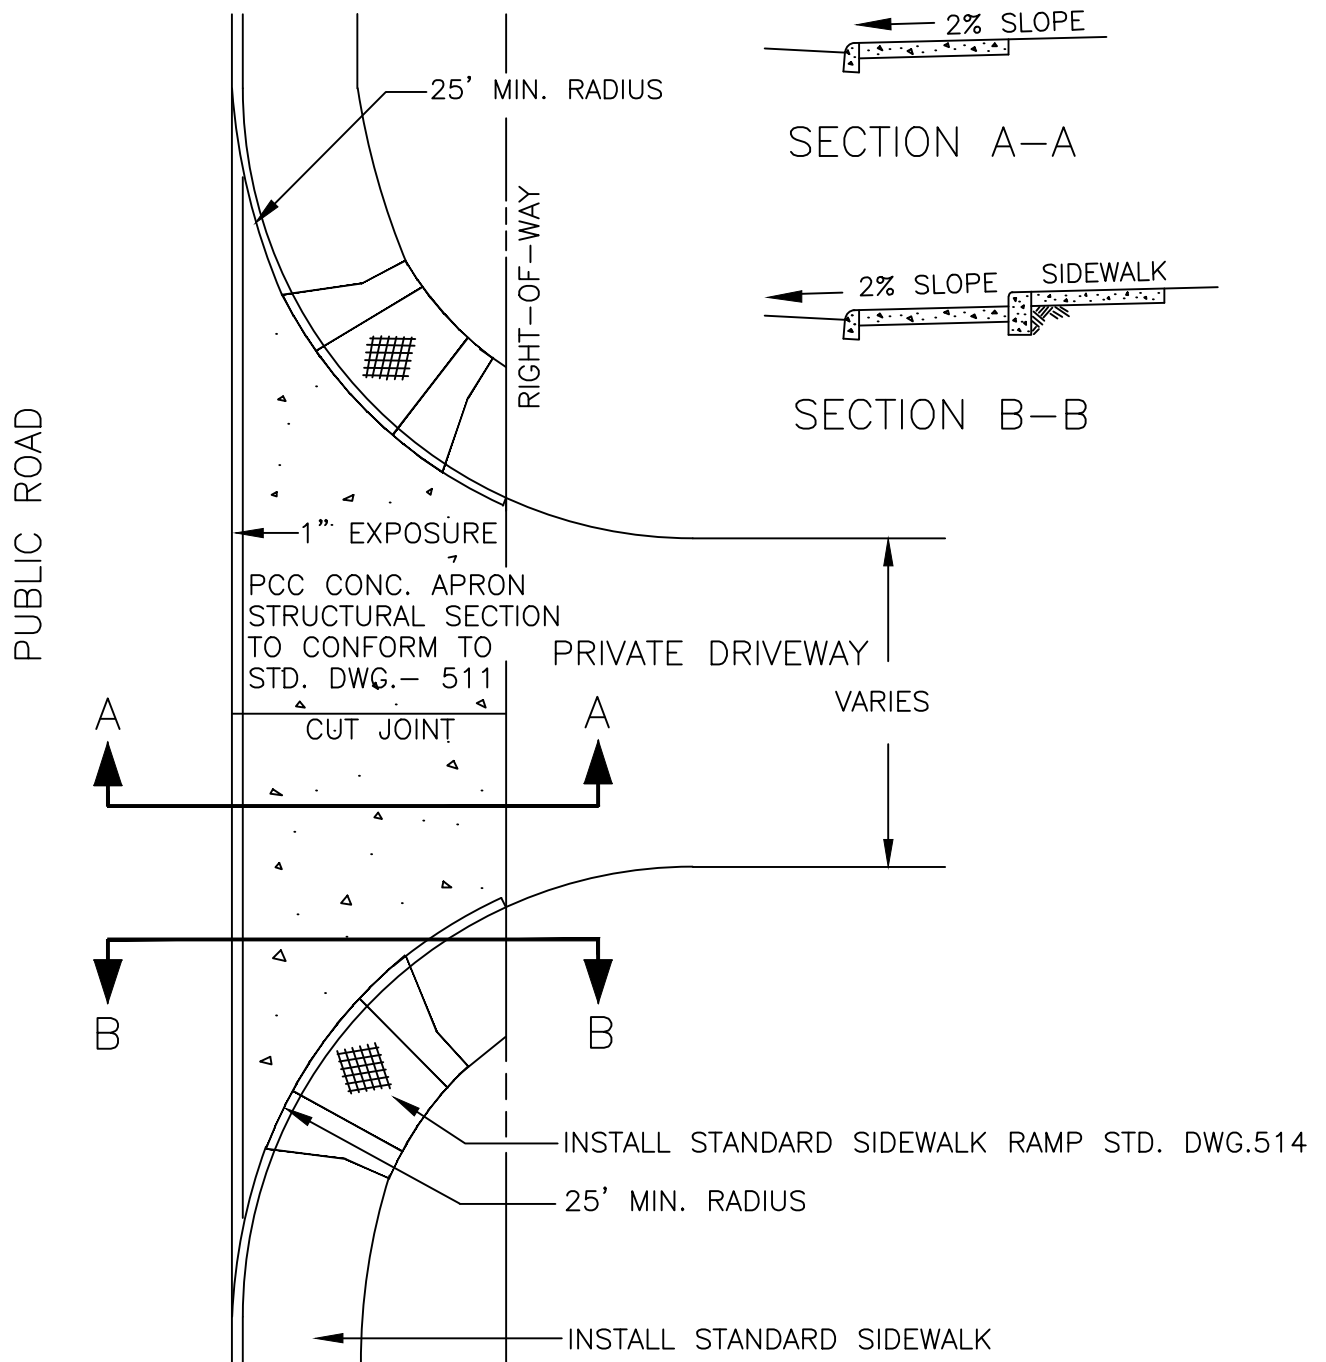 2% SLOPE
25' MIN. RADIUS
SECTION A-A
RIGHT-OF-WAY
2% SLOPE
SIDEWALK
SECTION B-B
PUBLIC ROAD
1" EXPOSURE
PCC CONC. APRON
STRUCTURAL SECTION
TO CONFORM TO
STD. DWG.- 511
PRIVATE DRIVEWAY
VARIES
A
A
CUT JOINT
B
B
INSTALL STANDARD SIDEWALK RAMP STD. DWG.514
25' MIN. RADIUS
INSTALL STANDARD SIDEWALK